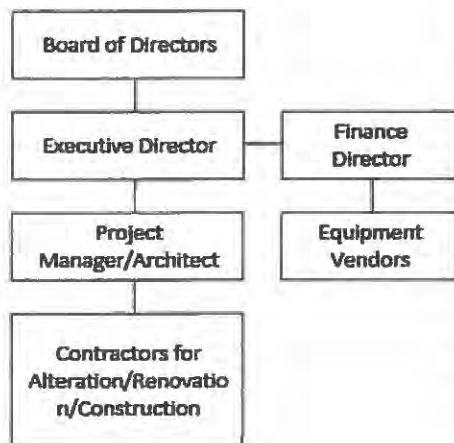 Board of Directors
Executive Director
Finance
Director
Project
Manager/Architect
Equipment
Vendors
Contractors for
Alteration/Renovatio
n/Construction